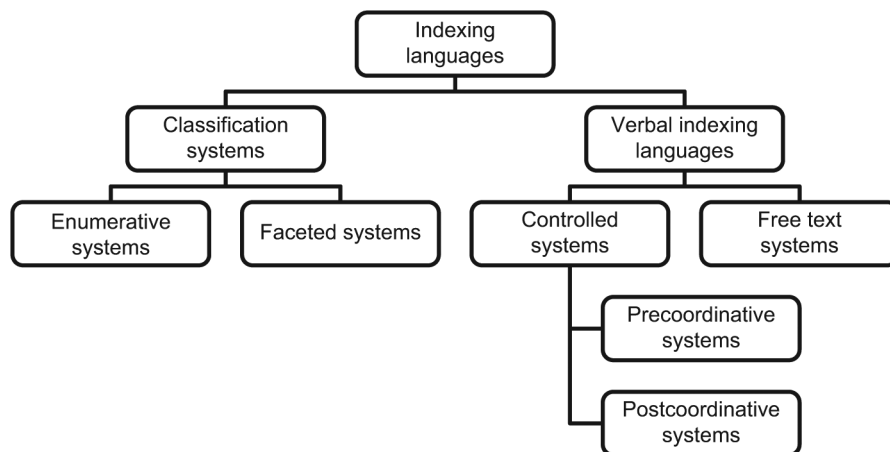 Indexing
languages
Classification
systems
Verbal indexing
languages
Enumerative
systems
Faceted systems
Controlled
systems
Free text
systems
Precoordinative
systems
Postcoordinative
systems